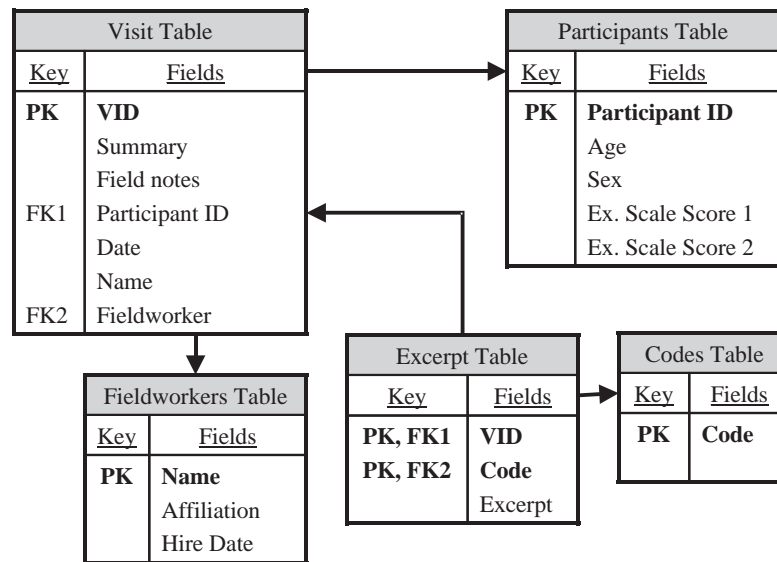 Visit Table
Key Fields
PK VID
Summary
Field notes
FK1 Participant ID
Date
Name
FK2 Fieldworker
Participants Table
Key Fields
PK Participant ID
Age
Sex
Ex. Scale Score 1
Ex. Scale Score 2
Fieldworkers Table
Key Fields
PK Name
Affiliation
Hire Date
Excerpt Table
Key Fields
PK, FK1 VID
PK, FK2 Code
Excerpt
Codes Table
Key Fields
PK Code